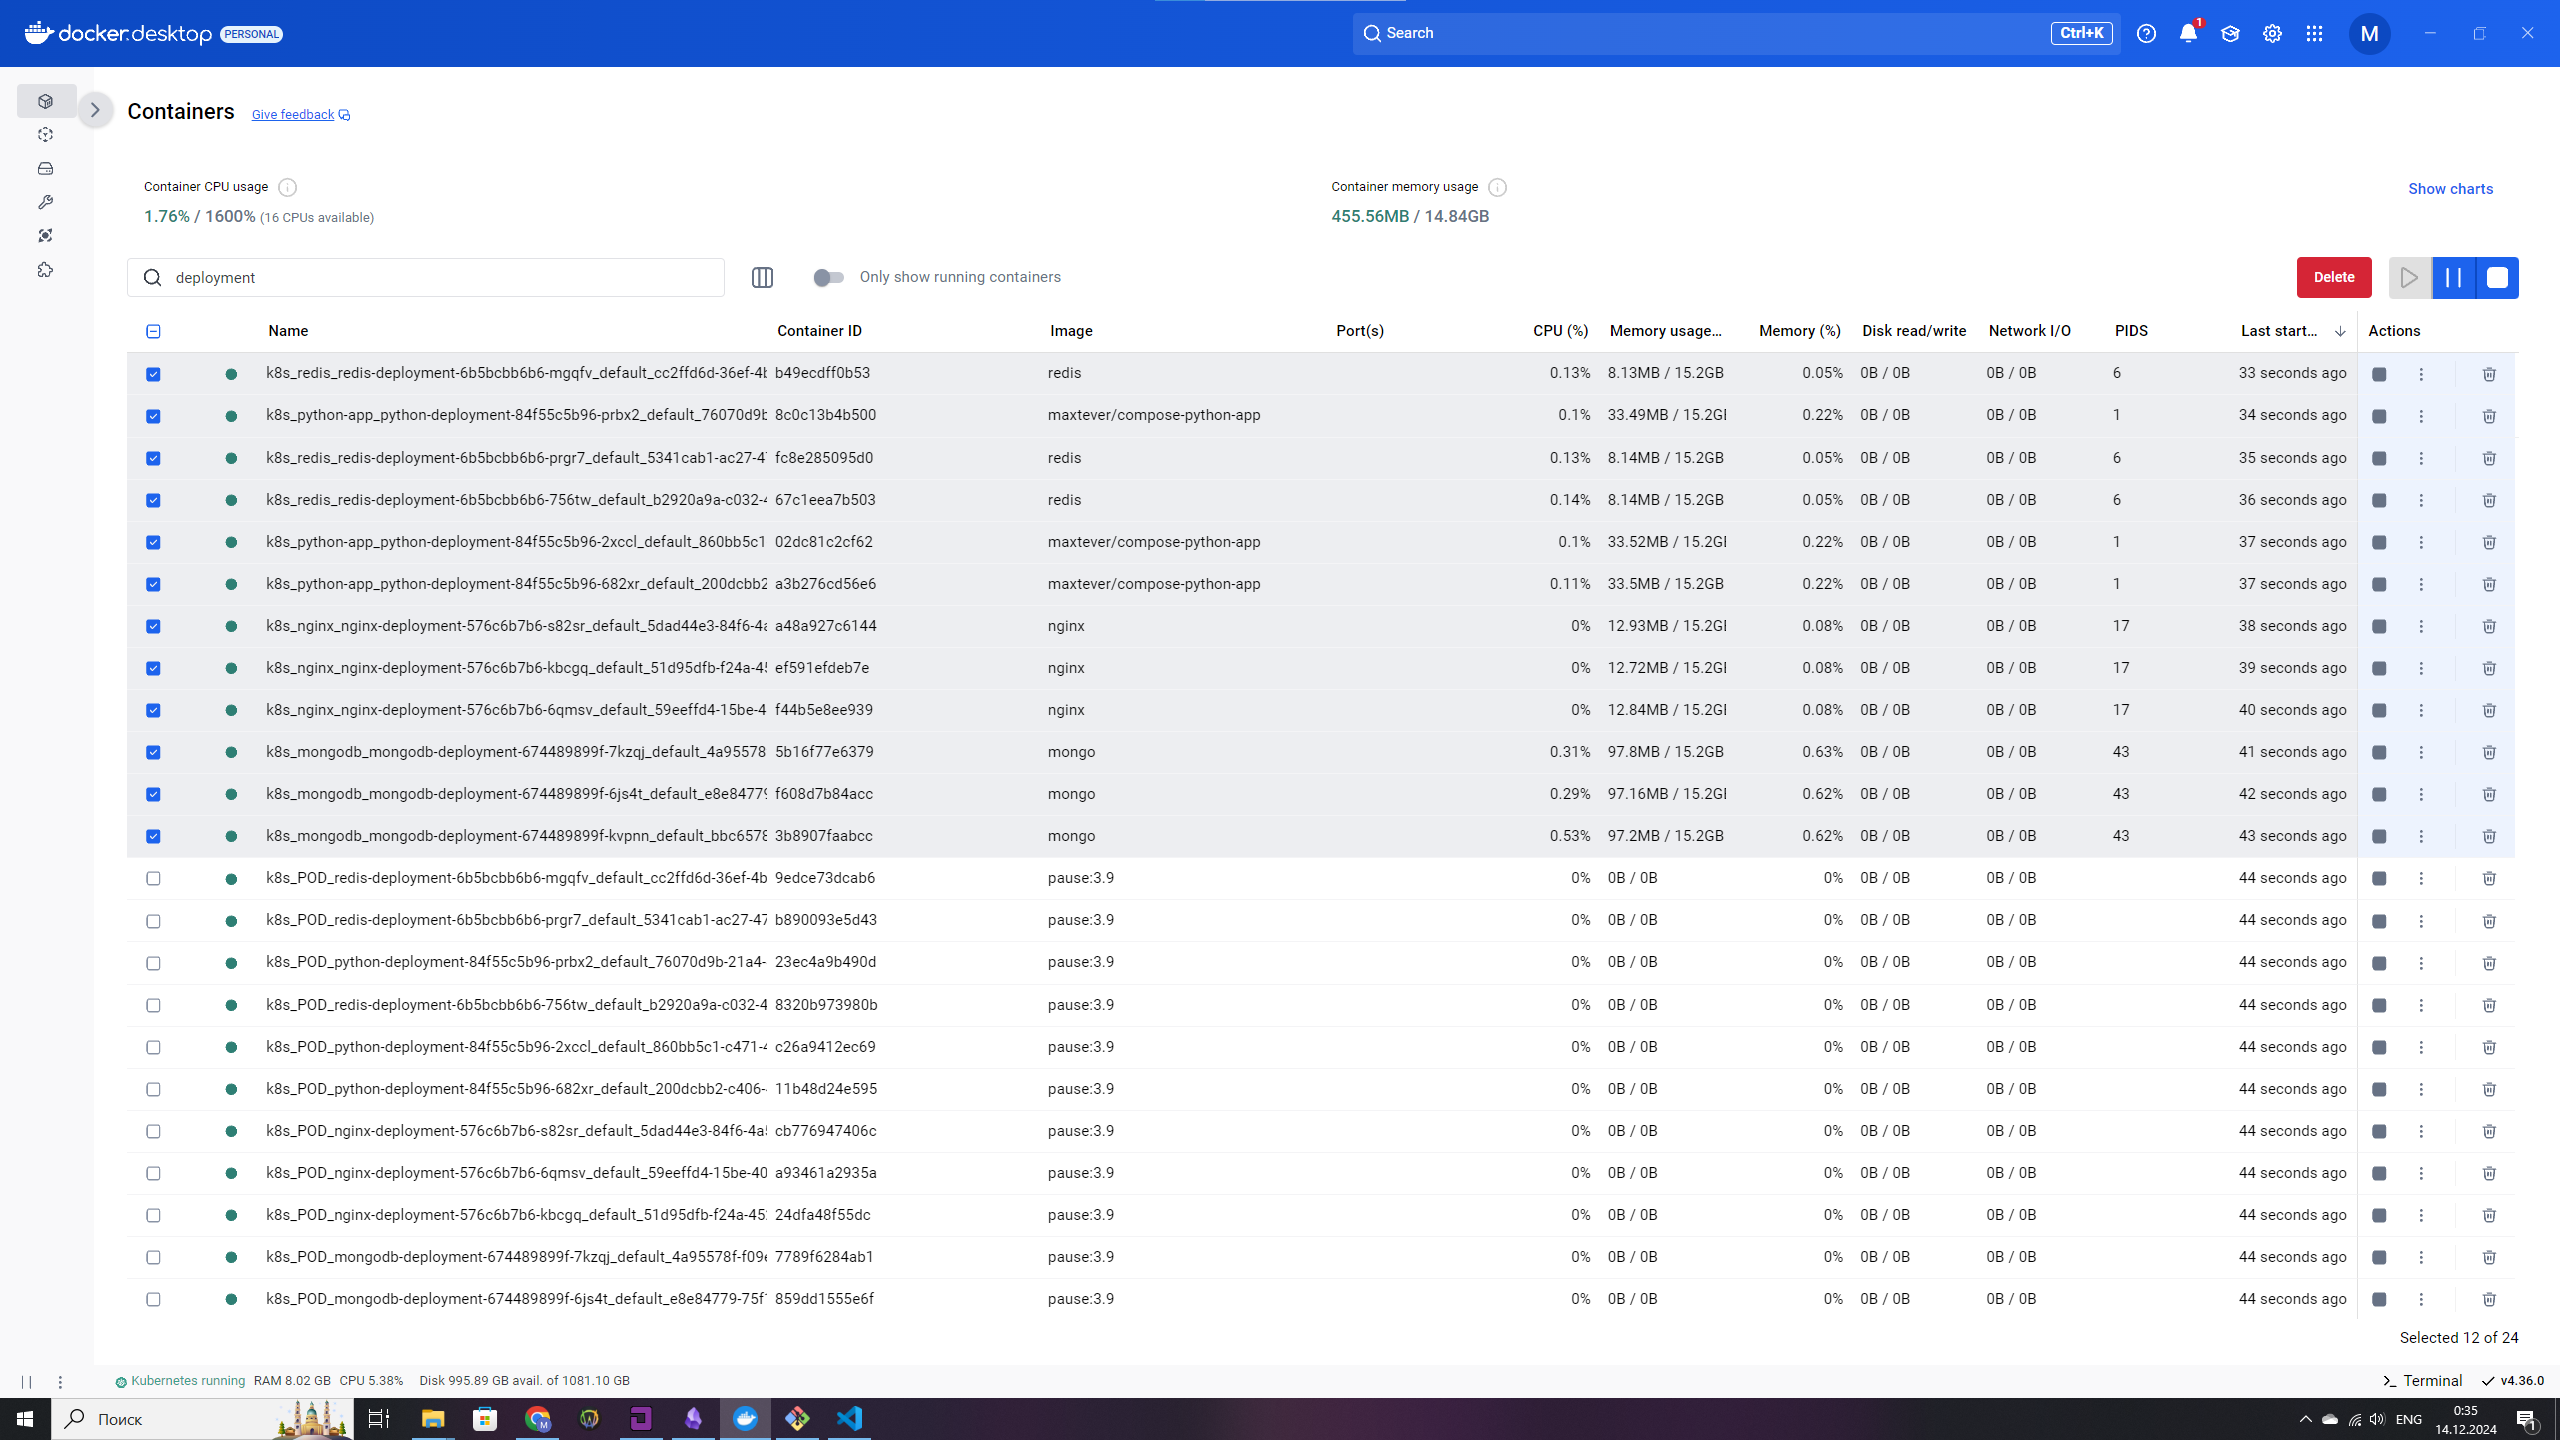 docker.desktop PERSONAL
Search
Ctrl+K
1
M
Containers Give feedback
Container CPU usage
1.76% / 1600% (16 CPUs available)
Container memory usage
455.56MB / 14.84GB
Show charts
deployment
Only show running containers
Delete
Name Container ID Image Port(s) CPU (%) Memory usage... Memory (%) Disk read/write Network I/O PIDS Last start... Actions
k8s_redis_redis-deployment-6b5bcbb6b6-mgqfv_default_cc2ffd6d-36ef-4b b49ecdff0b53 redis 0.13% 8.13MB / 15.2GB 0.05% 0B / 0B 0B / 0B 6 33 seconds ago
k8s_python-app_python-deployment-84f55c5b96-prbx2_default_76070d9b 8c0c13b4b500 maxtever/compose-python-app 0.1% 33.49MB / 15.2GB 0.22% 0B / 0B 0B / 0B 1 34 seconds ago
k8s_redis_redis-deployment-6b5bcbb6b6-prgr7_default_5341cab1-ac27-47 fc8e285095d0 redis 0.13% 8.14MB / 15.2GB 0.05% 0B / 0B 0B / 0B 6 35 seconds ago
k8s_redis_redis-deployment-6b5bcbb6b6-756tw_default_b2920a9a-c032-4 67c1eea7b503 redis 0.14% 8.14MB / 15.2GB 0.05% 0B / 0B 0B / 0B 6 36 seconds ago
k8s_python-app_python-deployment-84f55c5b96-2xccl_default_860bb5c1 02dc81c2cf62 maxtever/compose-python-app 0.1% 33.52MB / 15.2GB 0.22% 0B / 0B 0B / 0B 1 37 seconds ago
k8s_python-app_python-deployment-84f55c5b96-682xr_default_200dcbb2 a3b276cd56e6 maxtever/compose-python-app 0.11% 33.5MB / 15.2GB 0.22% 0B / 0B 0B / 0B 1 37 seconds ago
k8s_nginx_nginx-deployment-576c6b7b6-s82sr_default_5dad44e3-84f6-4a a48a927c6144 nginx 0% 12.93MB / 15.2GB 0.08% 0B / 0B 0B / 0B 17 38 seconds ago
k8s_nginx_nginx-deployment-576c6b7b6-kbcgq_default_51d95dfb-f24a-45 ef591efdeb7e nginx 0% 12.72MB / 15.2GB 0.08% 0B / 0B 0B / 0B 17 39 seconds ago
k8s_nginx_nginx-deployment-576c6b7b6-6qmsv_default_59eeffd4-15be-4 f44b5e8ee939 nginx 0% 12.84MB / 15.2GB 0.08% 0B / 0B 0B / 0B 17 40 seconds ago
k8s_mongodb_mongodb-deployment-674489899f-7kzqj_default_4a95578 5b16f77e6379 mongo 0.31% 97.8MB / 15.2GB 0.63% 0B / 0B 0B / 0B 43 41 seconds ago
k8s_mongodb_mongodb-deployment-674489899f-6js4t_default_e8e84779 f608d7b84acc mongo 0.29% 97.16MB / 15.2GB 0.62% 0B / 0B 0B / 0B 43 42 seconds ago
k8s_mongodb_mongodb-deployment-674489899f-kvpnn_default_bbc6578 3b8907faabcc mongo 0.53% 97.2MB / 15.2GB 0.62% 0B / 0B 0B / 0B 43 43 seconds ago
k8s_POD_redis-deployment-6b5bcbb6b6-mgqfv_default_cc2ffd6d-36ef-4b 9edce73dcab6 pause:3.9 0% 0B / 0B 0% 0B / 0B 0B / 0B 44 seconds ago
k8s_POD_redis-deployment-6b5bcbb6b6-prgr7_default_5341cab1-ac27-47 b890093e5d43 pause:3.9 0% 0B / 0B 0% 0B / 0B 0B / 0B 44 seconds ago
k8s_POD_python-deployment-84f55c5b96-prbx2_default_76070d9b-21a4- 23ec4a9b490d pause:3.9 0% 0B / 0B 0% 0B / 0B 0B / 0B 44 seconds ago
k8s_POD_redis-deployment-6b5bcbb6b6-756tw_default_b2920a9a-c032-4 8320b973980b pause:3.9 0% 0B / 0B 0% 0B / 0B 0B / 0B 44 seconds ago
k8s_POD_python-deployment-84f55c5b96-2xccl_default_860bb5c1-c471-4 c26a9412ec69 pause:3.9 0% 0B / 0B 0% 0B / 0B 0B / 0B 44 seconds ago
k8s_POD_python-deployment-84f55c5b96-682xr_default_200dcbb2-c406- 11b48d24e595 pause:3.9 0% 0B / 0B 0% 0B / 0B 0B / 0B 44 seconds ago
k8s_POD_nginx-deployment-576c6b7b6-s82sr_default_5dad44e3-84f6-4a5 cb776947406c pause:3.9 0% 0B / 0B 0% 0B / 0B 0B / 0B 44 seconds ago
k8s_POD_nginx-deployment-576c6b7b6-6qmsv_default_59eeffd4-15be-40 a93461a2935a pause:3.9 0% 0B / 0B 0% 0B / 0B 0B / 0B 44 seconds ago
k8s_POD_nginx-deployment-576c6b7b6-kbcgq_default_51d95dfb-f24a-45 24dfa48f55dc pause:3.9 0% 0B / 0B 0% 0B / 0B 0B / 0B 44 seconds ago
k8s_POD_mongodb-deployment-674489899f-7kzqj_default_4a95578f-f09e 7789f6284ab1 pause:3.9 0% 0B / 0B 0% 0B / 0B 0B / 0B 44 seconds ago
k8s_POD_mongodb-deployment-674489899f-6js4t_default_e8e84779-75f 859dd1555e6f pause:3.9 0% 0B / 0B 0% 0B / 0B 0B / 0B 44 seconds ago
Selected 12 of 24
Kubernetes running RAM 8.02 GB CPU 5.38% Disk 995.89 GB avail. of 1081.10 GB
Terminal v4.36.0
Поиск
ENG
0:35
14.12.2024
1